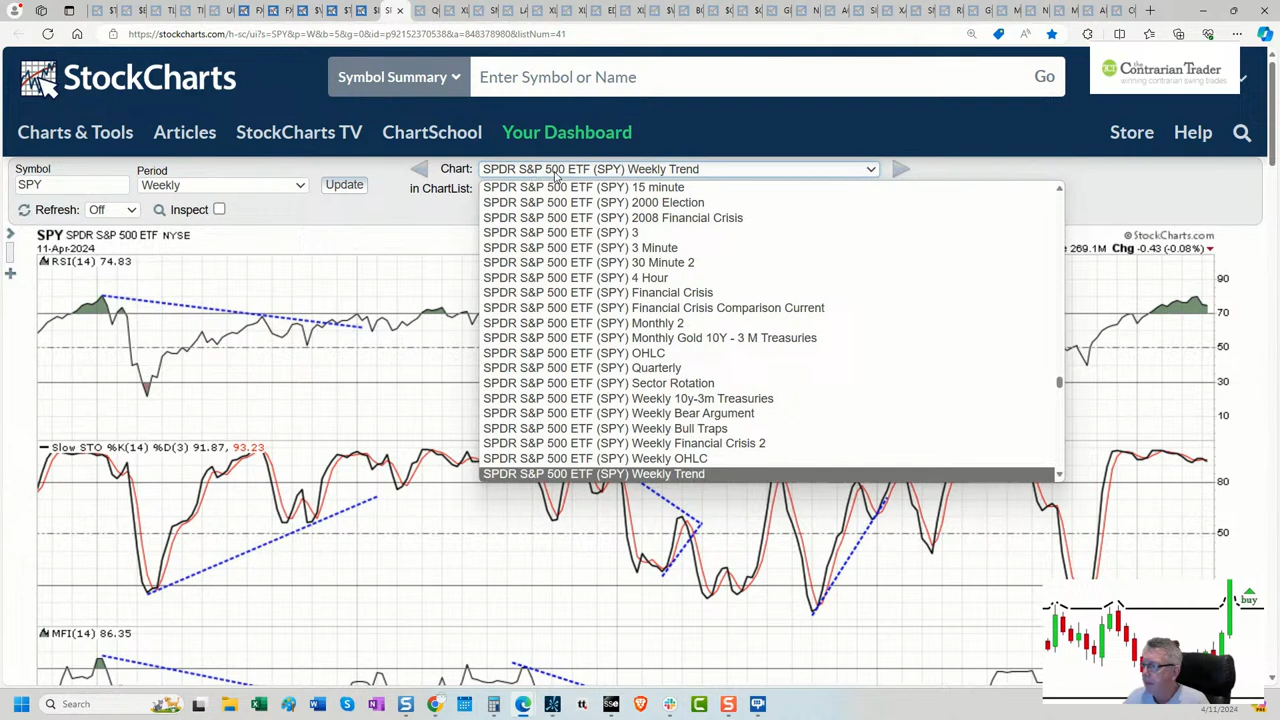 https://stockcharts.com/h-sc/ui?s=SPY&p=W&b=5&g=0&id=p92152370538&a=848378980&listNum=41
StockCharts
Symbol Summary
Enter Symbol or Name
Go
the Contrarian Trader
winning contrarian swing trades
Charts & Tools
Articles
StockCharts TV
ChartSchool
Your Dashboard
Store
Help
Symbol
Period
Chart:
SPDR S&P 500 ETF (SPY) Weekly Trend
SPY
Weekly
Update
in ChartList:
Refresh:
Off
Inspect
SPDR S&P 500 ETF (SPY) 15 minute
SPDR S&P 500 ETF (SPY) 2000 Election
SPDR S&P 500 ETF (SPY) 2008 Financial Crisis
SPDR S&P 500 ETF (SPY) 3
SPDR S&P 500 ETF (SPY) 3 Minute
SPDR S&P 500 ETF (SPY) 30 Minute 2
SPDR S&P 500 ETF (SPY) 4 Hour
SPDR S&P 500 ETF (SPY) Financial Crisis
SPDR S&P 500 ETF (SPY) Financial Crisis Comparison Current
SPDR S&P 500 ETF (SPY) Monthly 2
SPDR S&P 500 ETF (SPY) Monthly Gold 10Y - 3 M Treasuries
SPDR S&P 500 ETF (SPY) OHLC
SPDR S&P 500 ETF (SPY) Quarterly
SPDR S&P 500 ETF (SPY) Sector Rotation
SPDR S&P 500 ETF (SPY) Weekly 10y-3m Treasuries
SPDR S&P 500 ETF (SPY) Weekly Bear Argument
SPDR S&P 500 ETF (SPY) Weekly Bull Traps
SPDR S&P 500 ETF (SPY) Weekly Financial Crisis 2
SPDR S&P 500 ETF (SPY) Weekly OHLC
SPDR S&P 500 ETF (SPY) Weekly Trend
SPY SPDR S&P 500 ETF NYSE
© StockCharts.com
11-Apr-2024
269.1M Chg -0.43 (-0.08%)
RSI(14) 74.83
90
70
50
30
10
Slow STO %K(14) %D(3) 91.87, 93.23
80
50
MFI(14) 86.35
buy
Search
4/11/2024